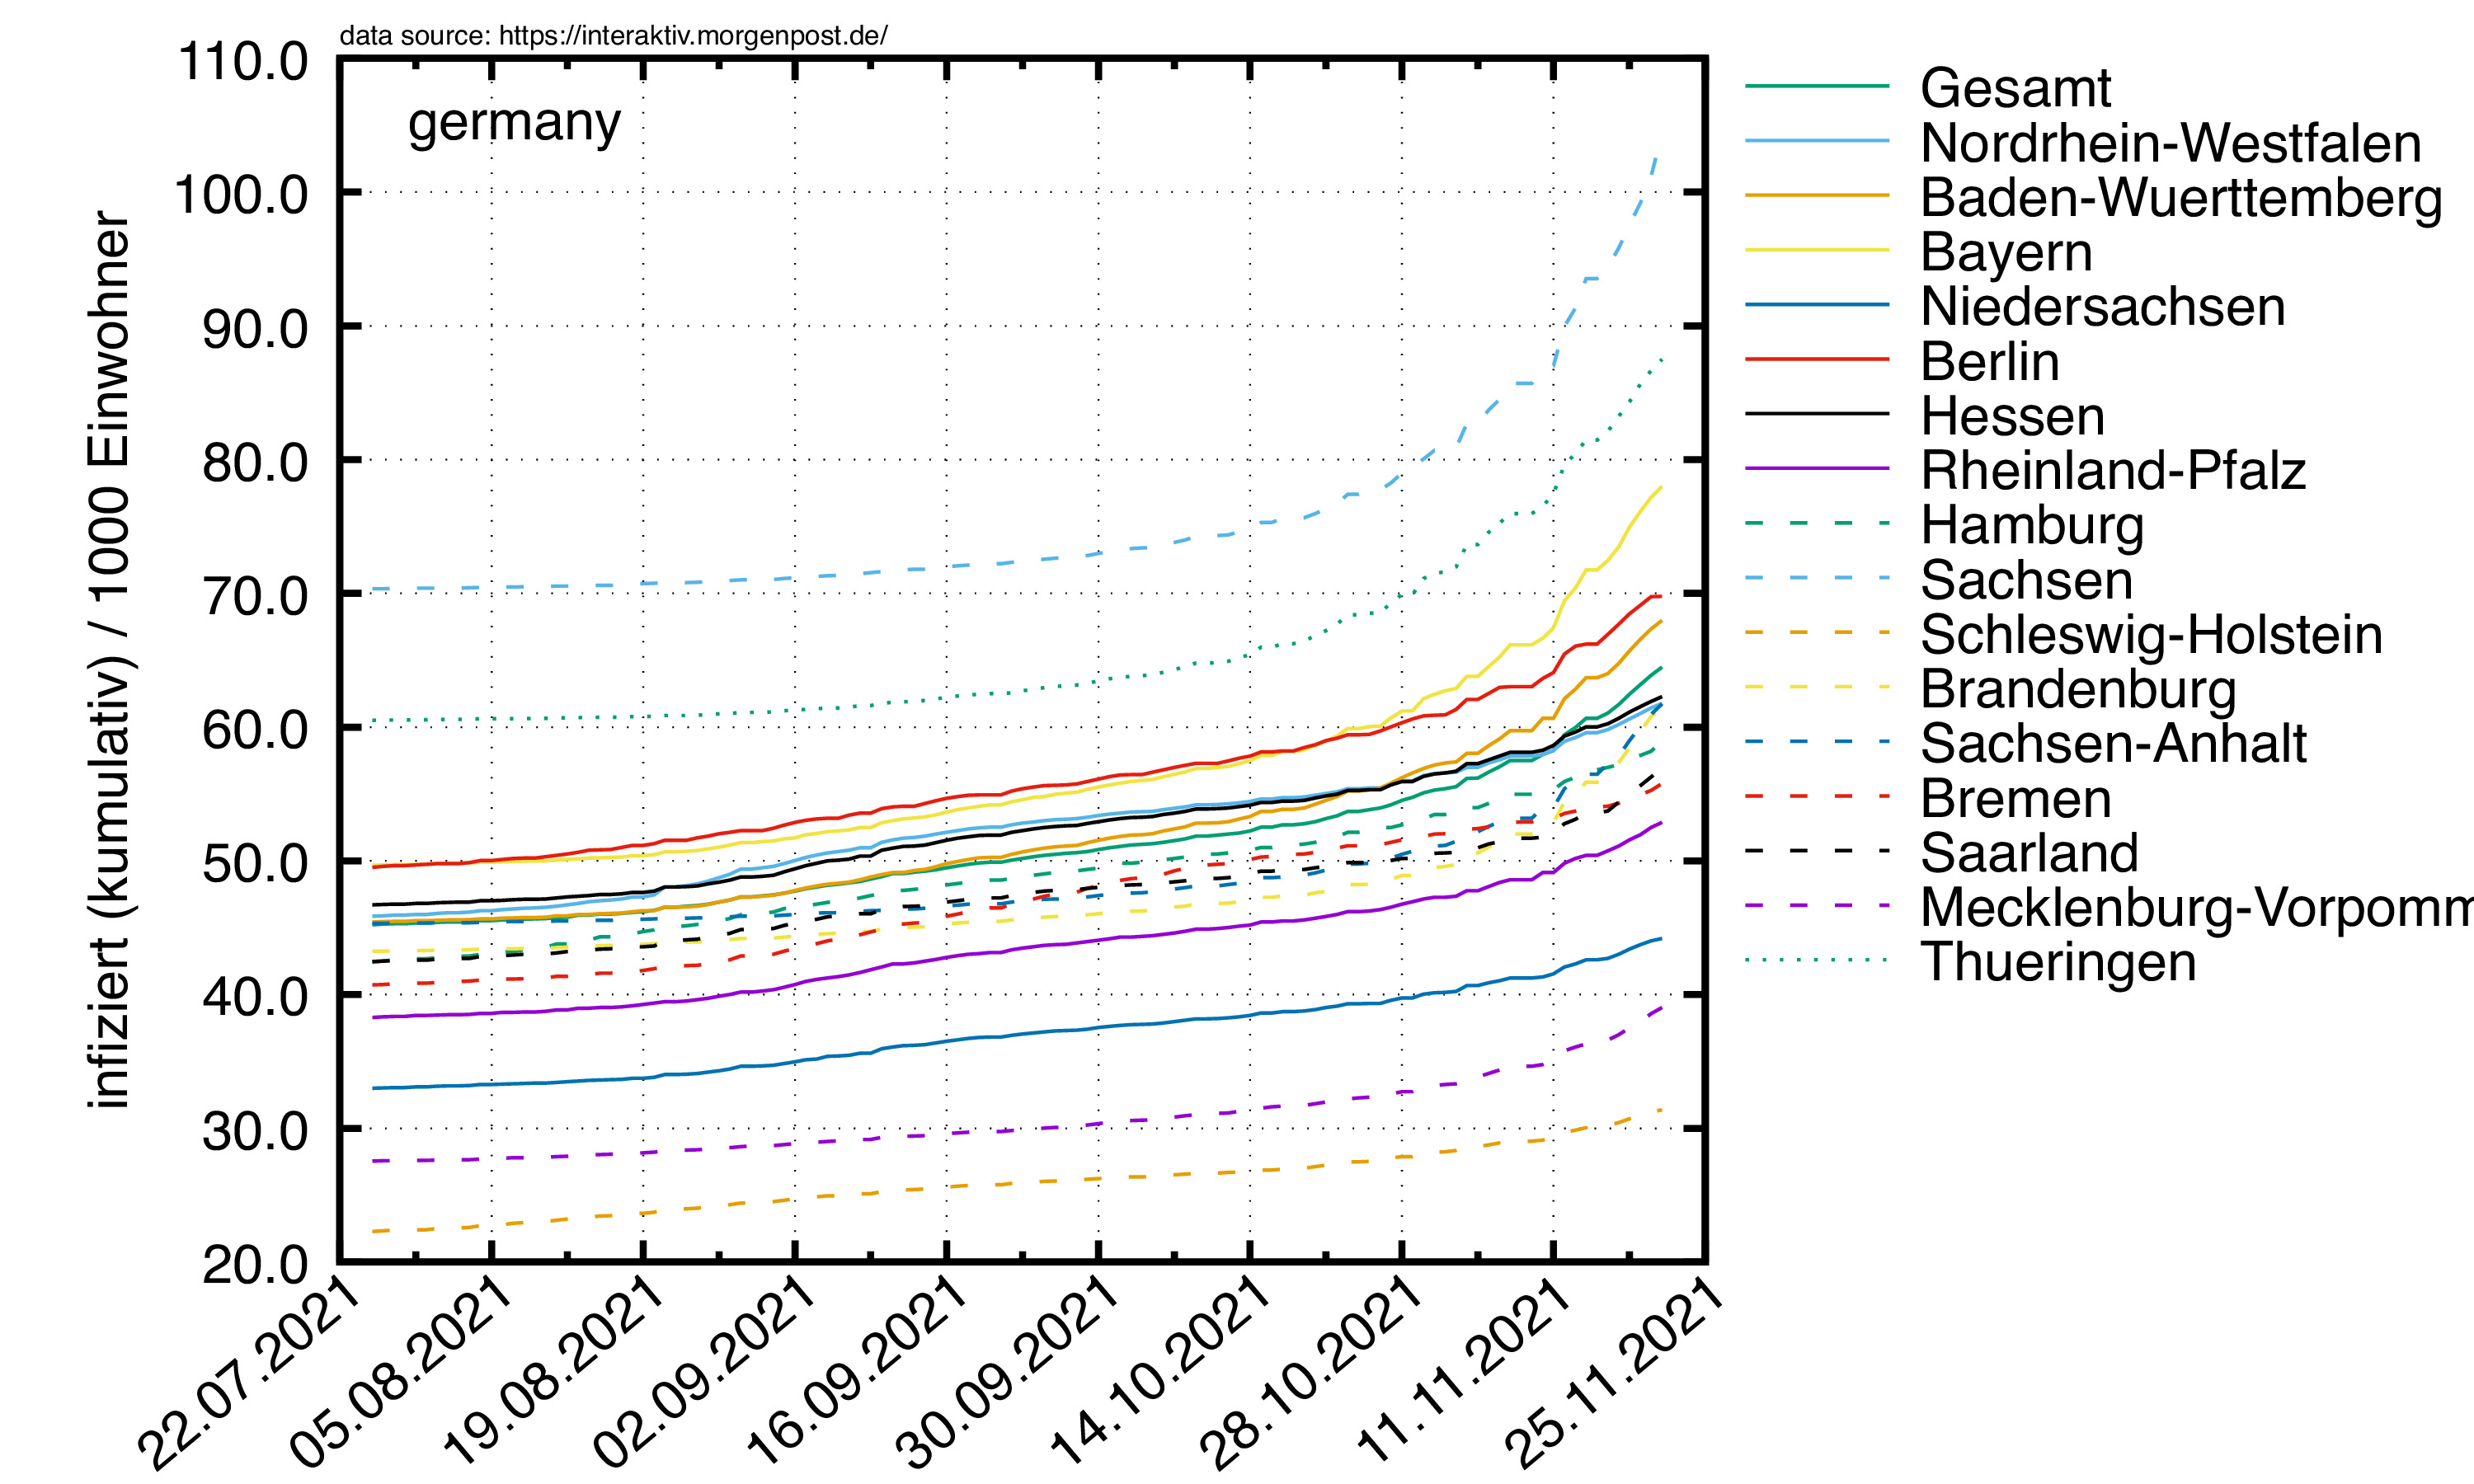 data source: https://interaktiv.morgenpost.de/
germany
infiziert (kumulativ) / 1000 Einwohner
110.0
100.0
90.0
80.0
70.0
60.0
50.0
40.0
30.0
20.0
22.07.2021
05.08.2021
19.08.2021
02.09.2021
16.09.2021
30.09.2021
14.10.2021
28.10.2021
11.11.2021
25.11.2021
Gesamt
Nordrhein-Westfalen
Baden-Wuerttemberg
Bayern
Niedersachsen
Berlin
Hessen
Rheinland-Pfalz
Hamburg
Sachsen
Schleswig-Holstein
Brandenburg
Sachsen-Anhalt
Bremen
Saarland
Mecklenburg-Vorpomm
Thueringen